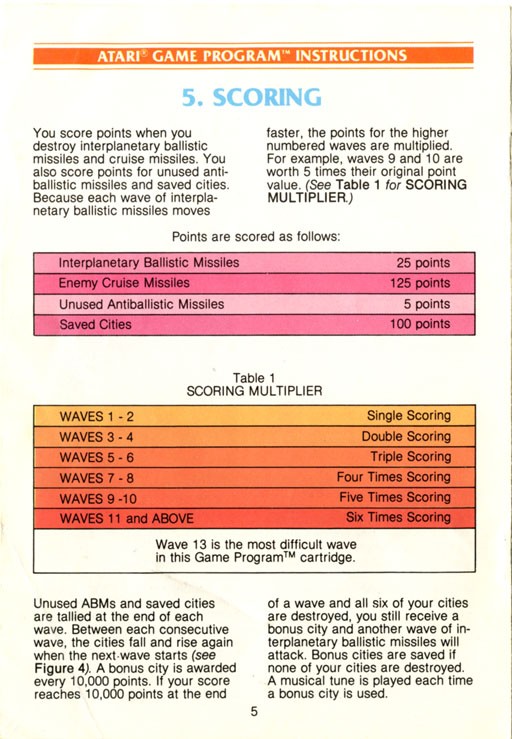 ATARI® GAME PROGRAM™ INSTRUCTIONS
5. SCORING
You score points when you
destroy interplanetary ballistic
missiles and cruise missiles. You
also score points for unused anti-
ballistic missiles and saved cities.
Because each wave of interpla-
netary ballistic missiles moves
faster, the points for the higher
numbered waves are multiplied.
For example, waves 9 and 10 are
worth 5 times their original point
value. (See Table 1 for SCORING
MULTIPLIER.)
Points are scored as follows:
Interplanetary Ballistic Missiles 25 points
Enemy Cruise Missiles 125 points
Unused Antiballistic Missiles 5 points
Saved Cities 100 points
Table 1
SCORING MULTIPLIER
WAVES 1 - 2 Single Scoring
WAVES 3 - 4 Double Scoring
WAVES 5 - 6 Triple Scoring
WAVES 7 - 8 Four Times Scoring
WAVES 9 -10 Five Times Scoring
WAVES 11 and ABOVE Six Times Scoring
Wave 13 is the most difficult wave
in this Game Program™ cartridge.
Unused ABMs and saved cities
are tallied at the end of each
wave. Between each consecutive
wave, the cities fall and rise again
when the next-wave starts (see
Figure 4). A bonus city is awarded
every 10,000 points. If your score
reaches 10,000 points at the end
of a wave and all six of your cities
are destroyed, you still receive a
bonus city and another wave of in-
terplanetary ballistic missiles will
attack. Bonus cities are saved if
none of your cities are destroyed.
A musical tune is played each time
a bonus city is used.
5